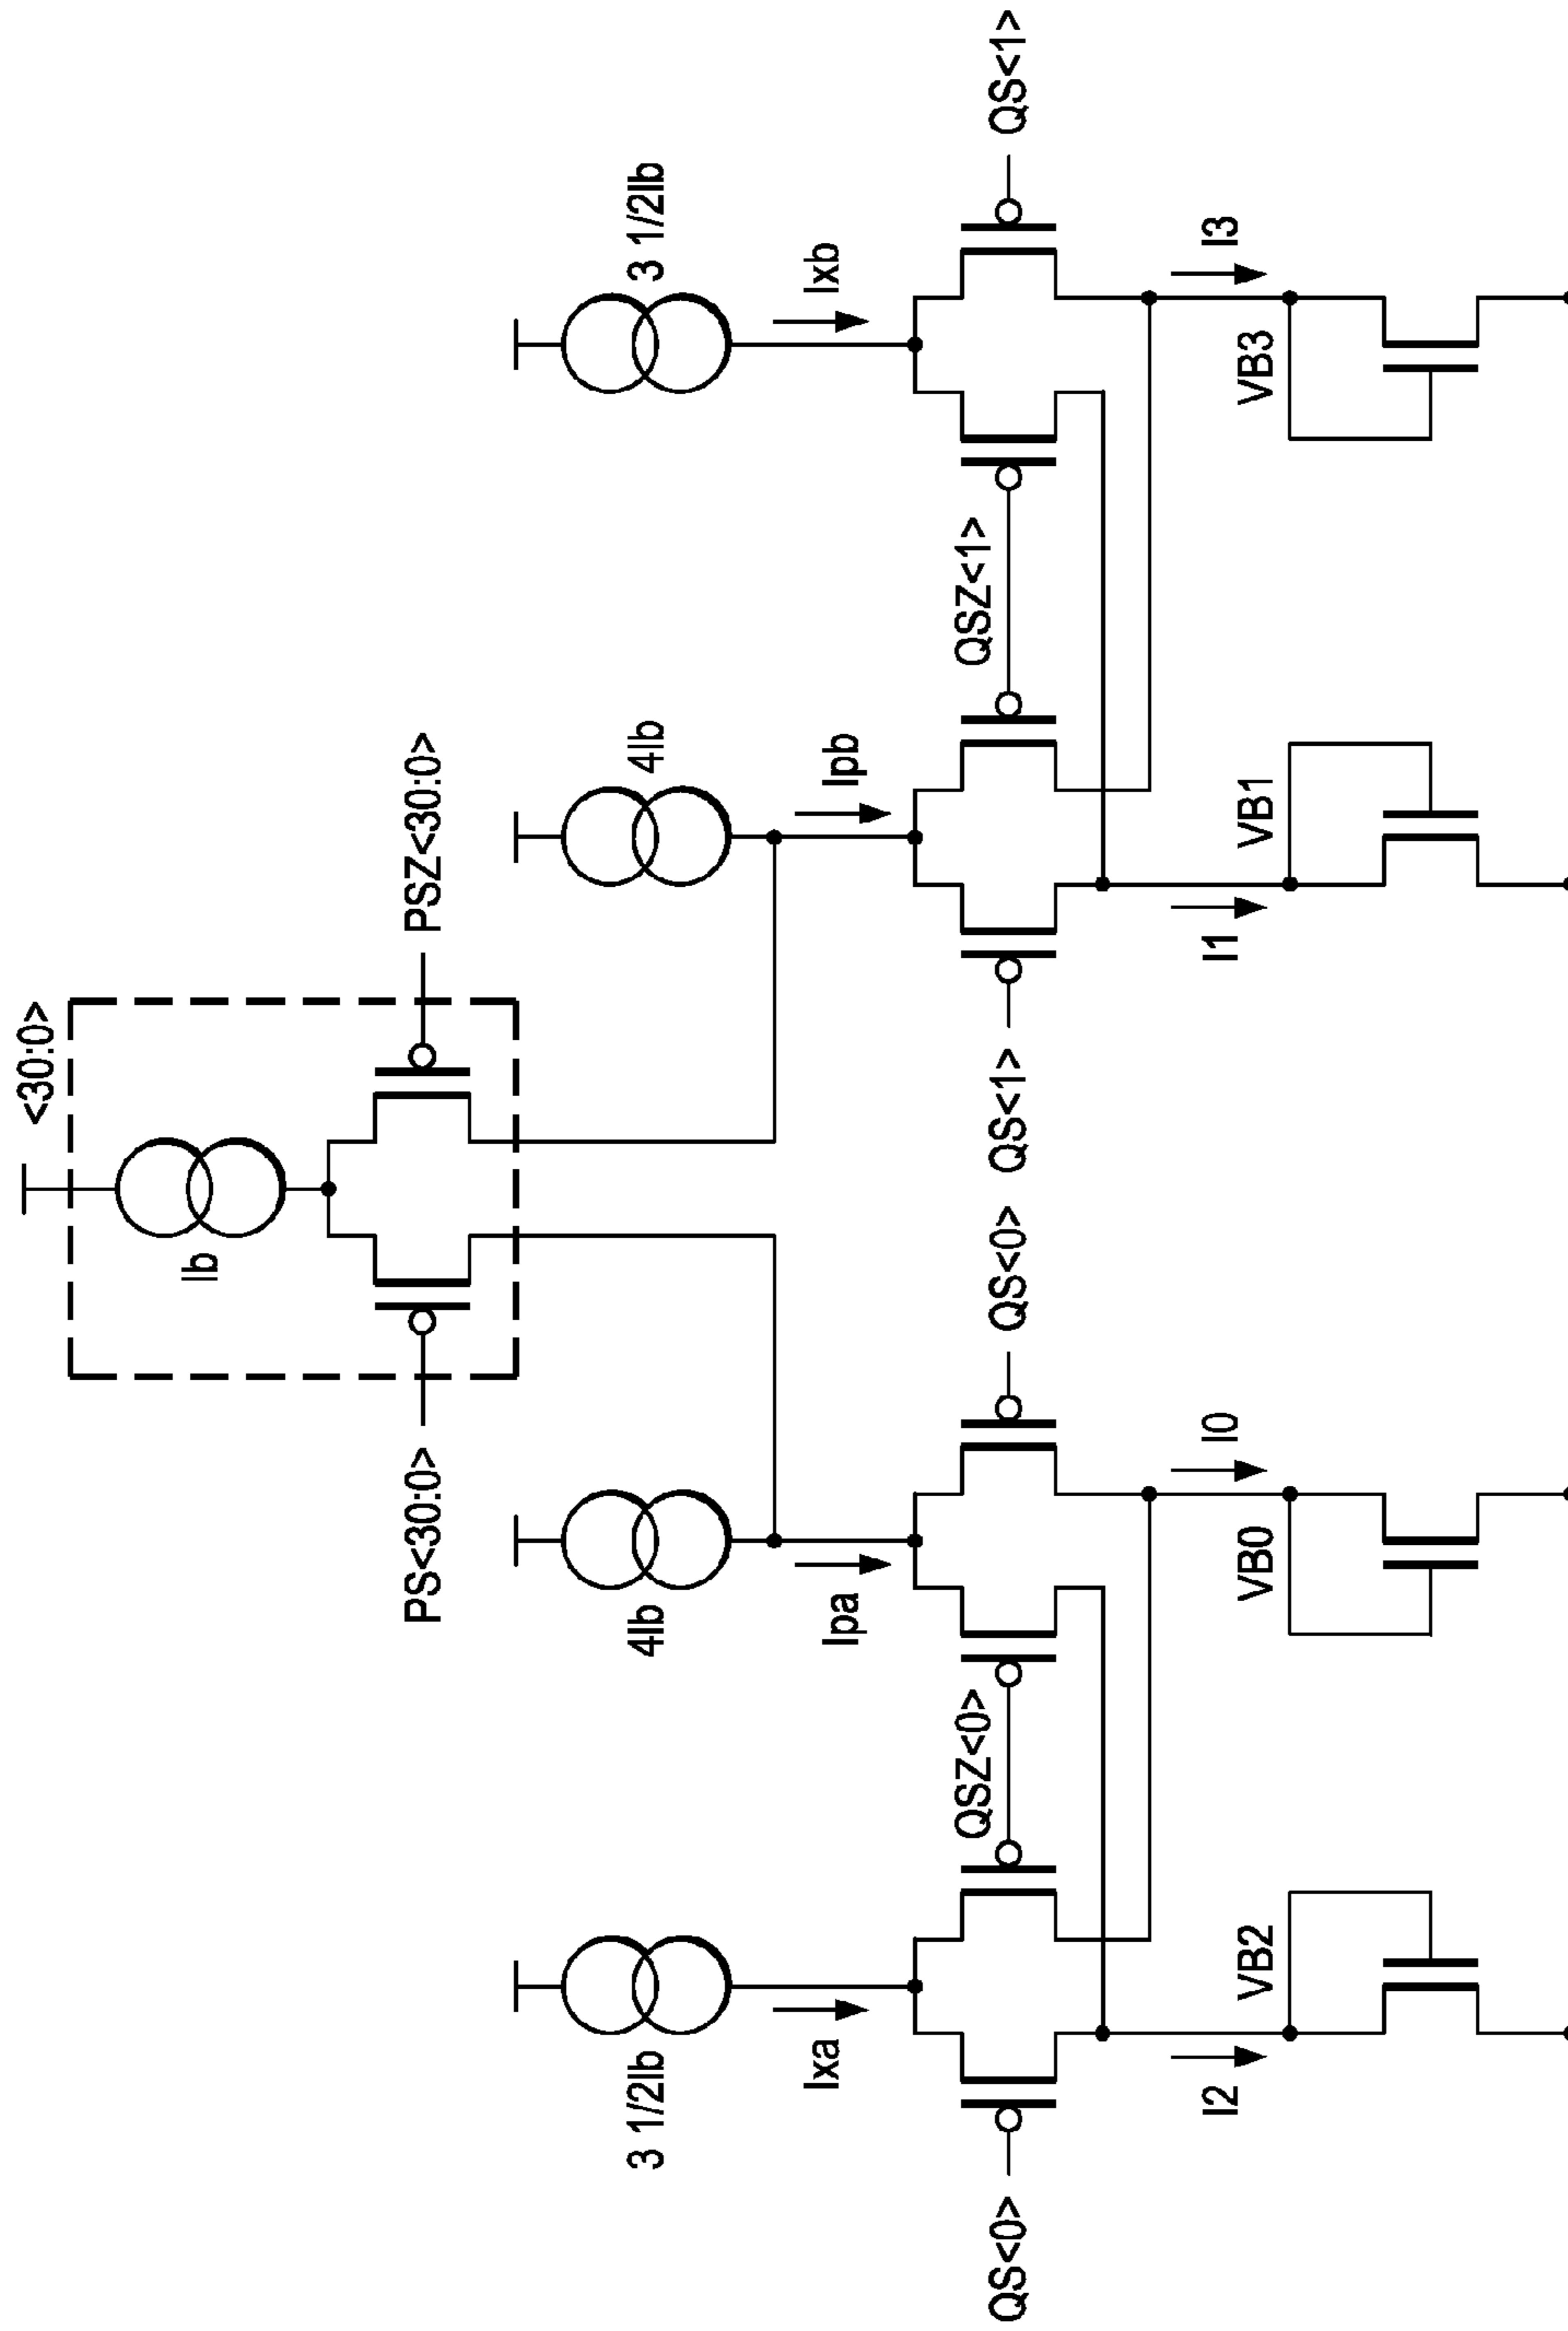 <30:0>
Ib
PS<30:0>
PSZ<30:0>
3 1/2Ib
4Ib
4Ib
3 1/2Ib
Ixa
Ipa
Ipb
Ixb
QSZ<0>
QSZ<1>
QS<0>
QS<0>
QS<1>
QS<1>
I2
I0
I1
I3
VB2
VB0
VB1
VB3